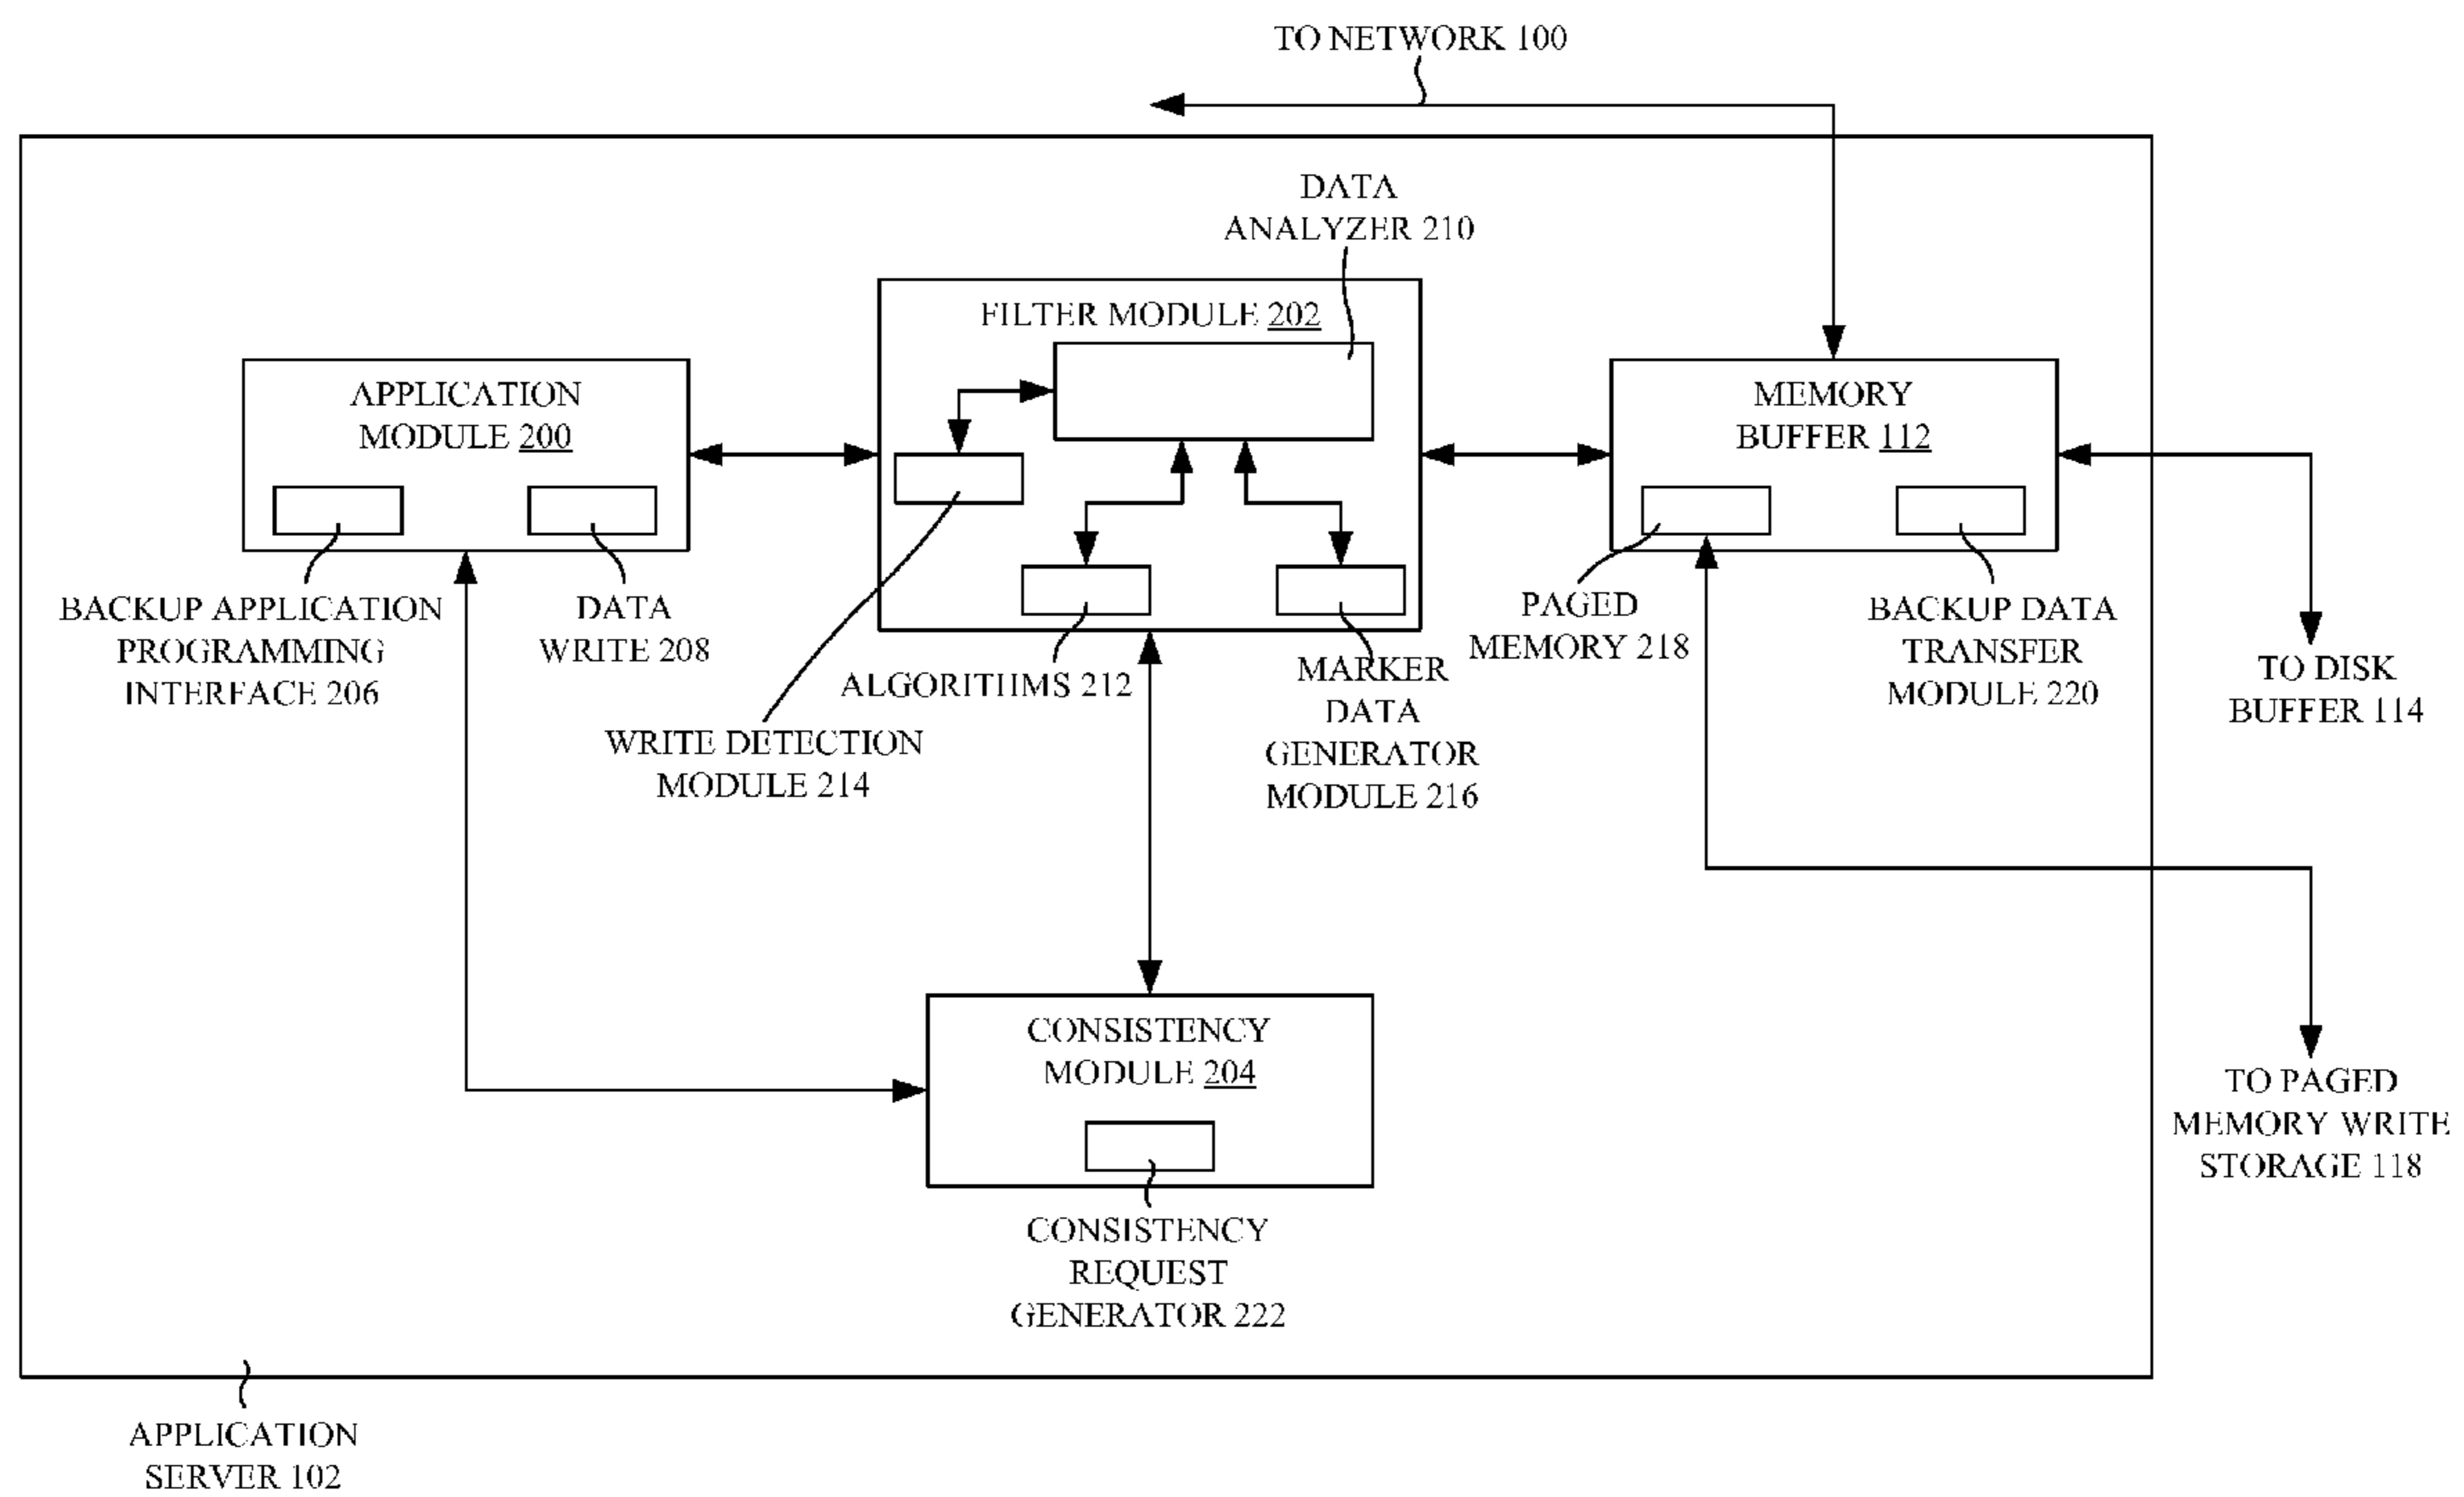 TO NETWORK 100
DATA
ANALYZER 210
FILTER MODULE 202
APPLICATION
MODULE 200
MEMORY
BUFFER 112
BACKUP APPLICATION
PROGRAMMING
INTERFACE 206
DATA
WRITE 208
ALGORITHMS 212
WRITE DETECTION
MODULE 214
MARKER
DATA
GENERATOR
MODULE 216
PAGED
MEMORY 218
BACKUP DATA
TRANSFER
MODULE 220
TO DISK
BUFFER 114
CONSISTENCY
MODULE 204
TO PAGED
MEMORY WRITE
STORAGE 118
CONSISTENCY
REQUEST
GENERATOR 222
APPLICATION
SERVER 102